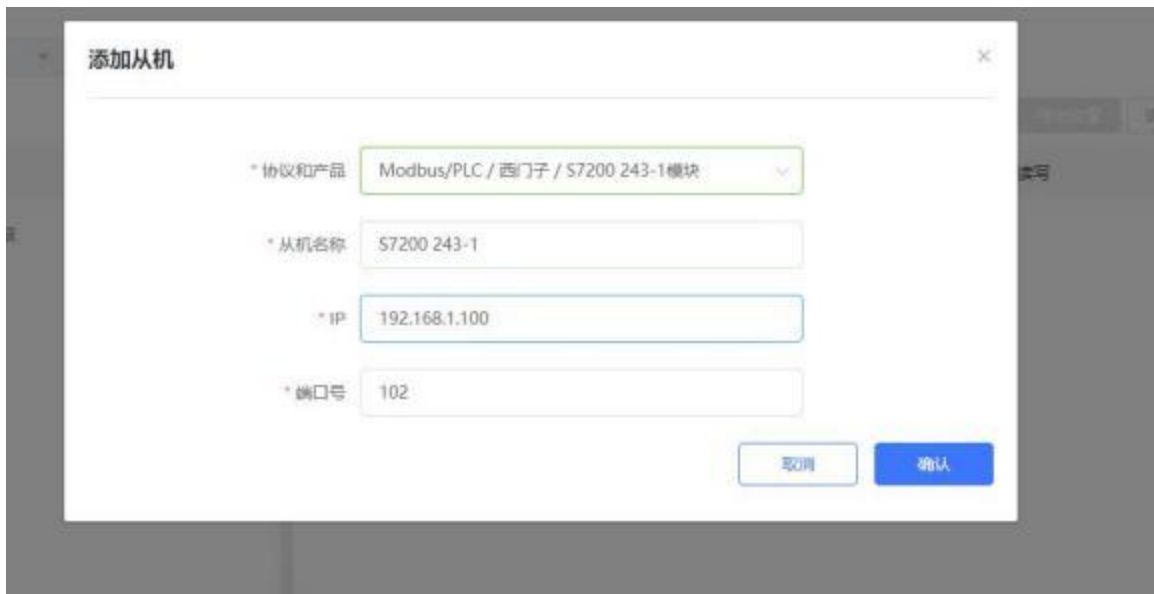 添加从机
×
* 协议和产品 Modbus/PLC / 西门子 / S7200 243-1模块
* 从机名称 S7200 243-1
* IP 192.168.1.100
* 端口号 102
取消 确认